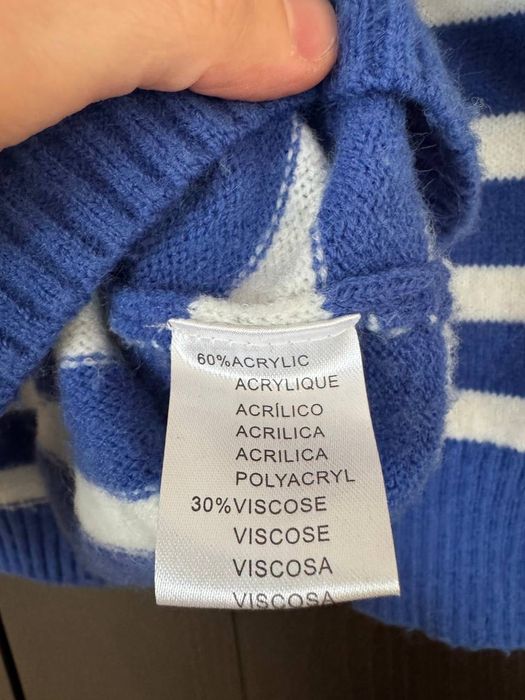 60%ACRYLIC
ACRYLIQUE
ACRÍLICO
ACRILICA
ACRILICA
POLYACRYL
30%VISCOSE
VISCOSE
VISCOSA
VISCOSA